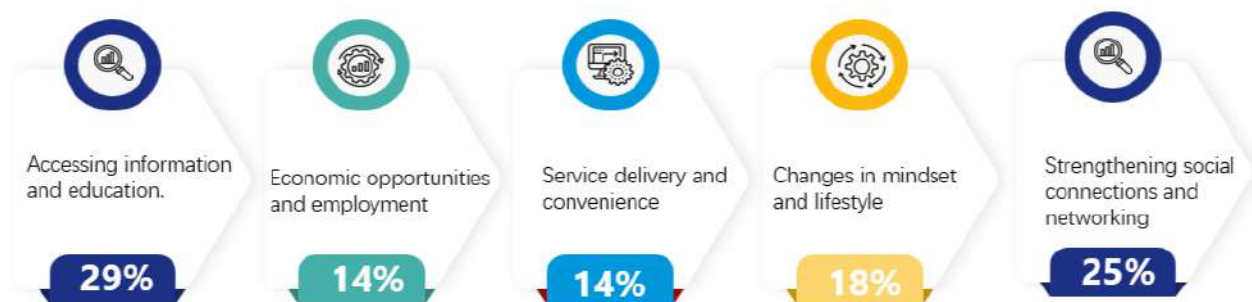 Accessing information
and education.
29%
Economic opportunities
and employment
14%
Service delivery and
convenience
14%
Changes in mindset
and lifestyle
18%
Strengthening social
connections and
networking
25%